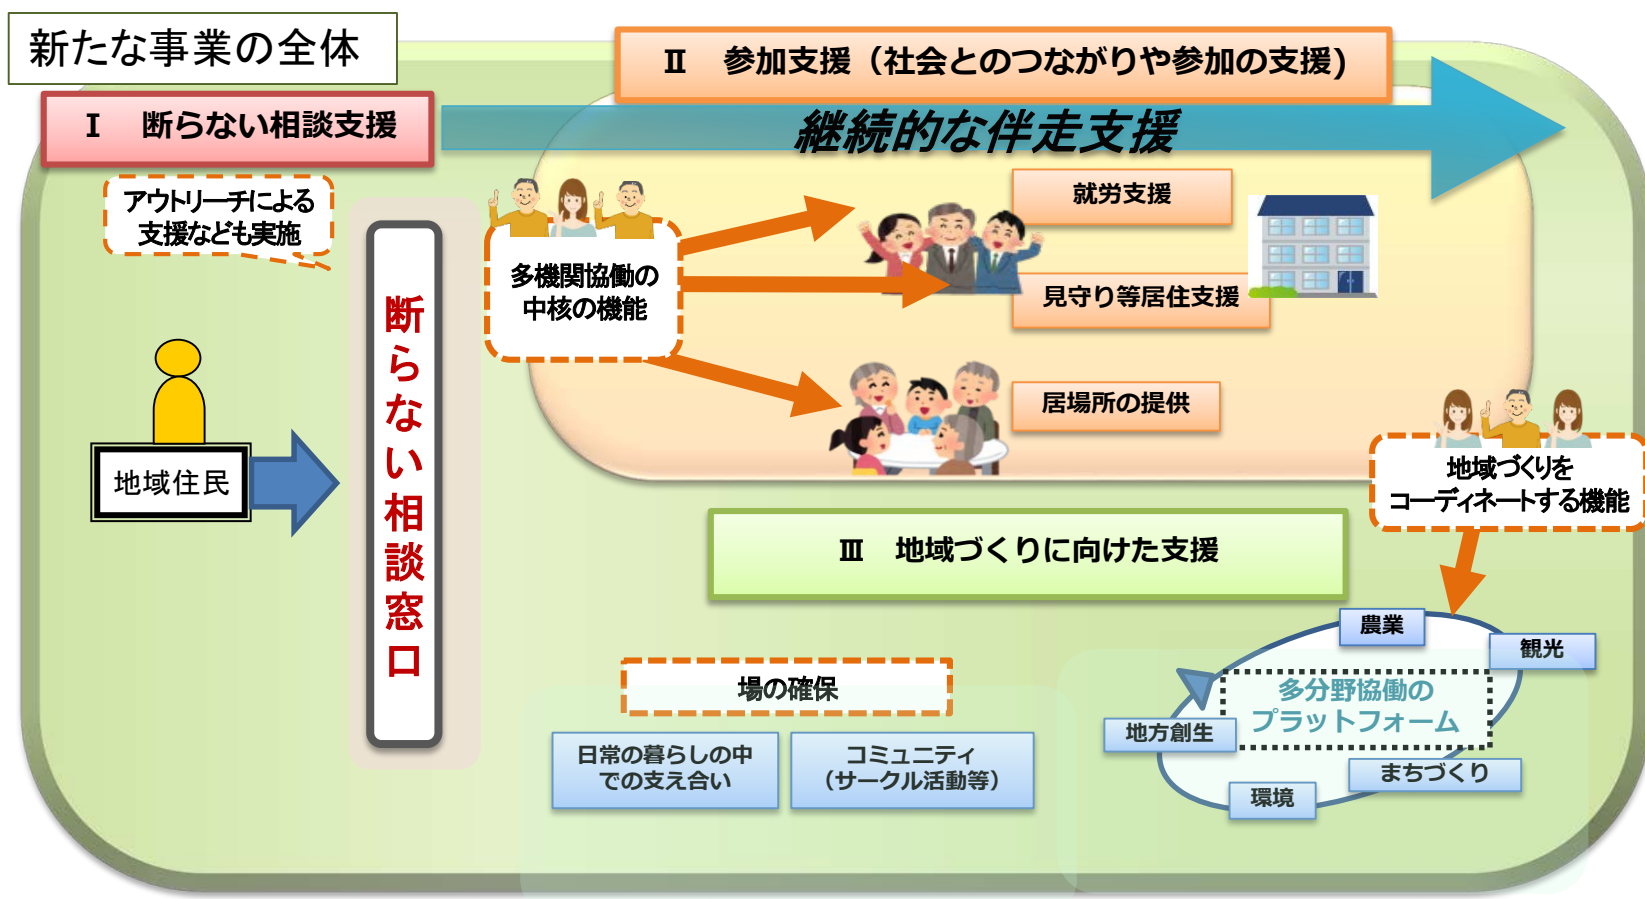 新たな事業の全体
Ⅰ　断らない相談支援
Ⅱ　参加支援（社会とのつながりや参加の支援)
継続的な伴走支援
アウトリーチによる
支援なども実施
断らない相談窓口
地域住民
多機関協働の
中核の機能
就労支援
見守り等居住支援
居場所の提供
地域づくりを
コーディネートする機能
Ⅲ　地域づくりに向けた支援
場の確保
日常の暮らしの中
での支え合い
コミュニティ
（サークル活動等）
農業
観光
多分野協働の
プラットフォーム
地方創生
まちづくり
環境